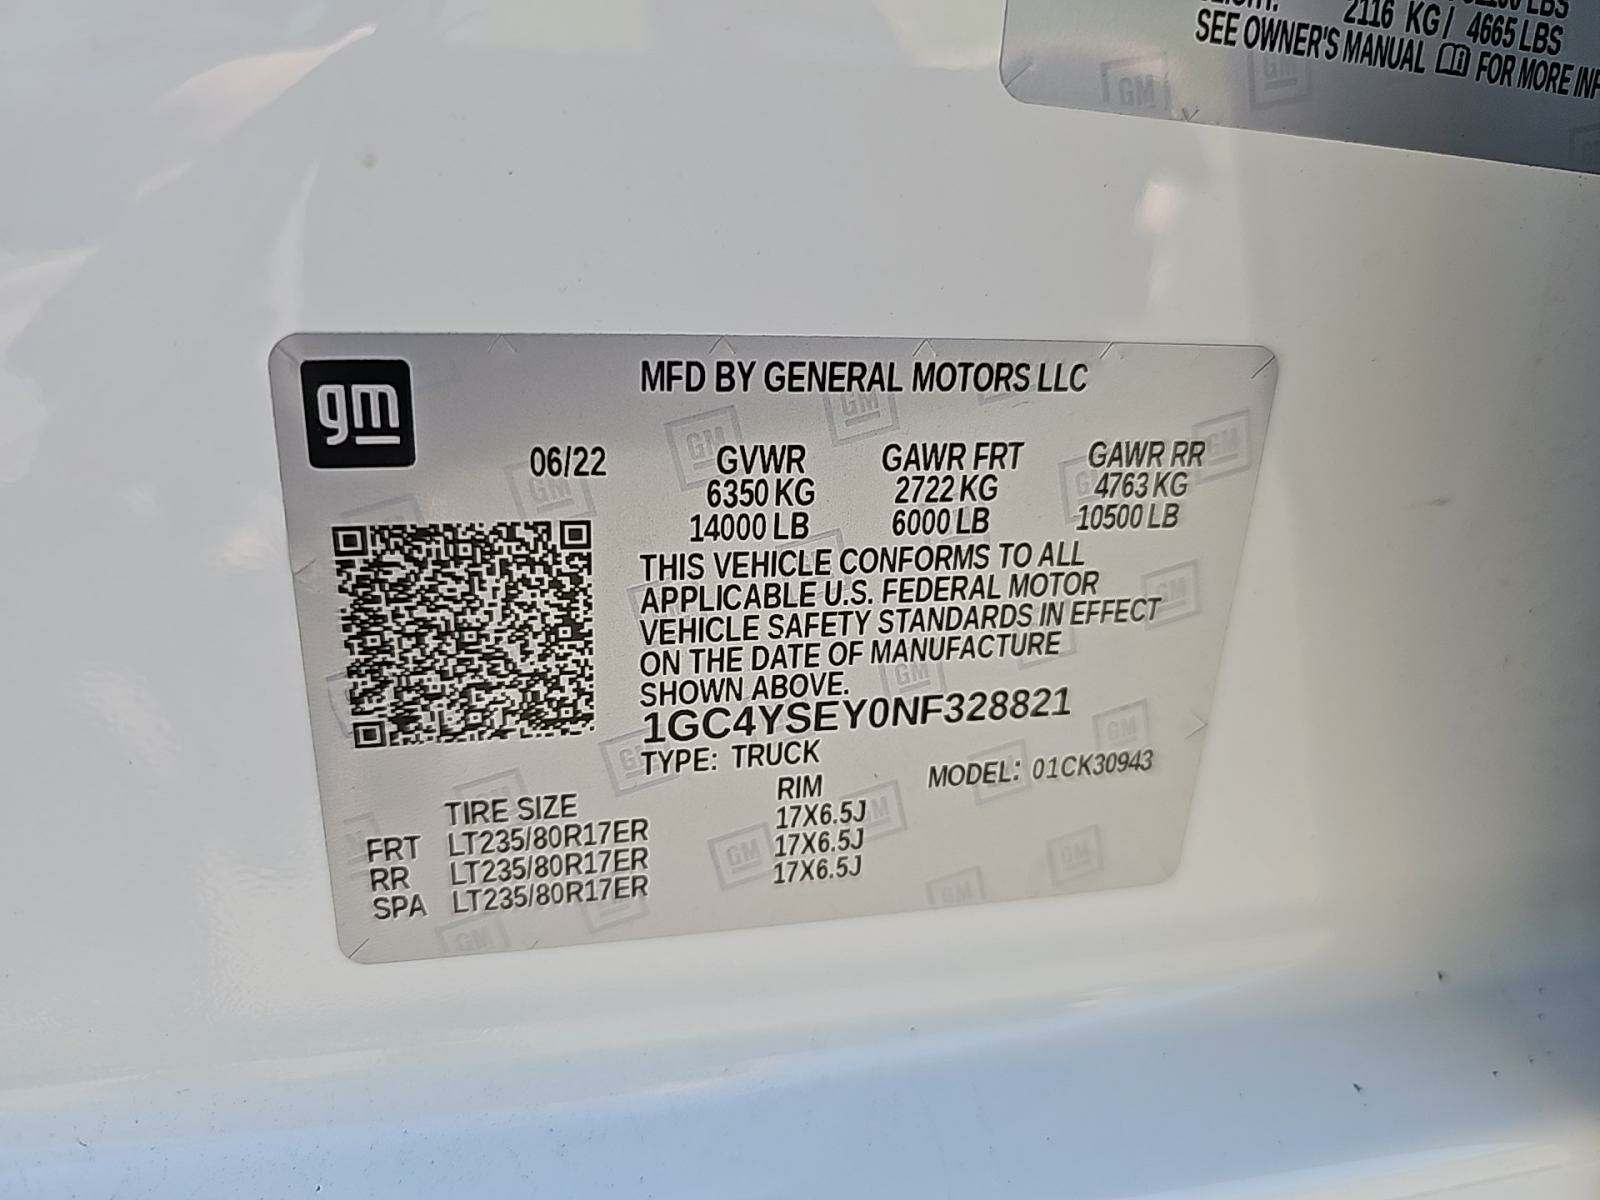 2116 KG/ 4665 LBS
SEE OWNER'S MANUAL FOR MORE
gm
MFD BY GENERAL MOTORS LLC
06/22 GVWR GAWR FRT GAWR RR
6350 KG 2722 KG 4763 KG
14000 LB 6000 LB 10500 LB
THIS VEHICLE CONFORMS TO ALL
APPLICABLE U.S. FEDERAL MOTOR
VEHICLE SAFETY STANDARDS IN EFFECT
ON THE DATE OF MANUFACTURE
SHOWN ABOVE.
1GC4YSEY0NF328821
TYPE: TRUCK
MODEL: 01CK30943
TIRE SIZE RIM
FRT LT235/80R17ER 17X6.5J
RR LT235/80R17ER 17X6.5J
SPA LT235/80R17ER 17X6.5J